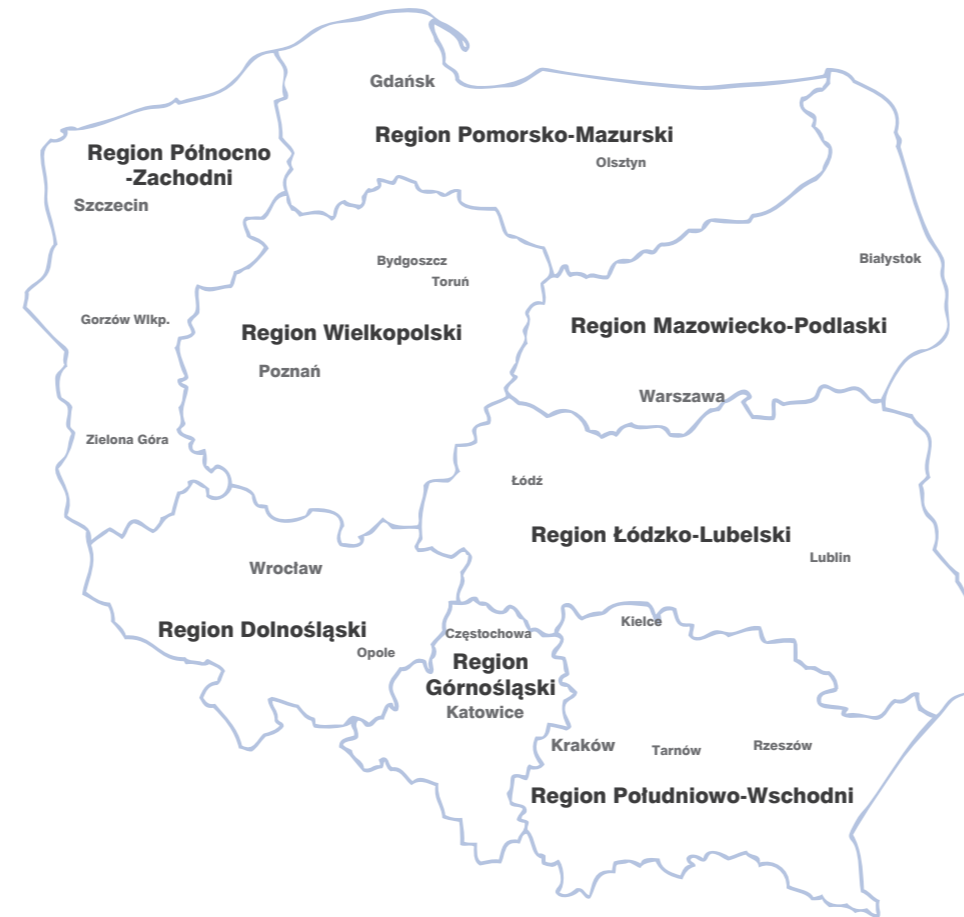 Gdańsk
Region Pomorsko-Mazurski
Olsztyn
Region Północno
-Zachodni
Szczecin
Gorzów Wlkp.
Zielona Góra
Bydgoszcz
Toruń
Region Wielkopolski
Poznań
Białystok
Region Mazowiecko-Podlaski
Warszawa
Łódź
Region Łódzko-Lubelski
Lublin
Wrocław
Region Dolnośląski
Opole
Częstochowa
Region
Górnośląski
Katowice
Kielce
Kraków
Tarnów
Rzeszów
Region Południowo-Wschodni